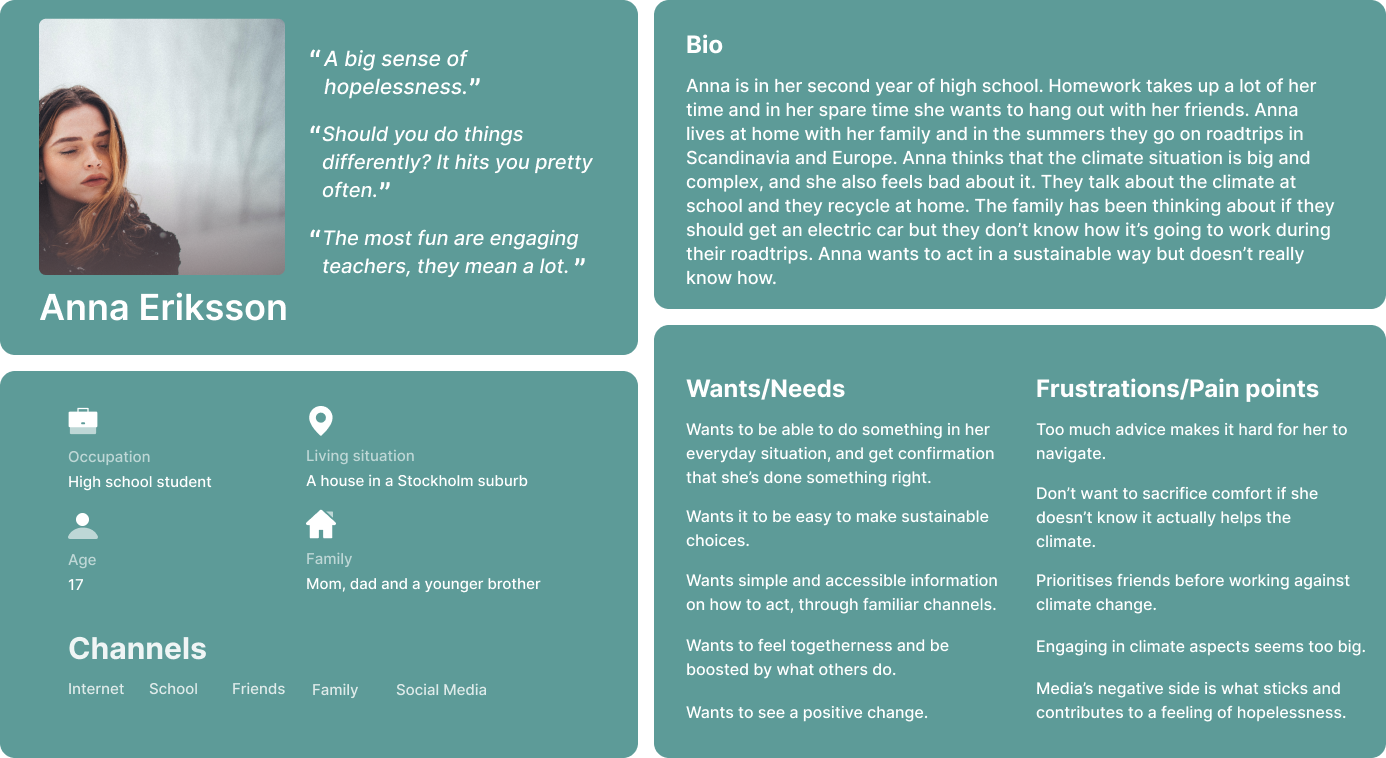 “A big sense of
hopelessness.”
“Should you do things
differently? It hits you pretty
often.”
“The most fun are engaging
teachers, they mean a lot. ”
Anna Eriksson
Occupation
High school student
Living situation
A house in a Stockholm suburb
Age
17
Family
Mom, dad and a younger brother
Channels
Internet School Friends Family Social Media
Bio
Anna is in her second year of high school. Homework takes up a lot of her
time and in her spare time she wants to hang out with her friends. Anna
lives at home with her family and in the summers they go on roadtrips in
Scandinavia and Europe. Anna thinks that the climate situation is big and
complex, and she also feels bad about it. They talk about the climate at
school and they recycle at home. The family has been thinking about if they
should get an electric car but they don’t know how it’s going to work during
their roadtrips. Anna wants to act in a sustainable way but doesn’t really
know how.
Wants/Needs
Wants to be able to do something in her
everyday situation, and get confirmation
that she’s done something right.
Wants it to be easy to make sustainable
choices.
Wants simple and accessible information
on how to act, through familiar channels.
Wants to feel togetherness and be
boosted by what others do.
Wants to see a positive change.
Frustrations/Pain points
Too much advice makes it hard for her to
navigate.
Don’t want to sacrifice comfort if she
doesn’t know it actually helps the
climate.
Prioritises friends before working against
climate change.
Engaging in climate aspects seems too big.
Media’s negative side is what sticks and
contributes to a feeling of hopelessness.